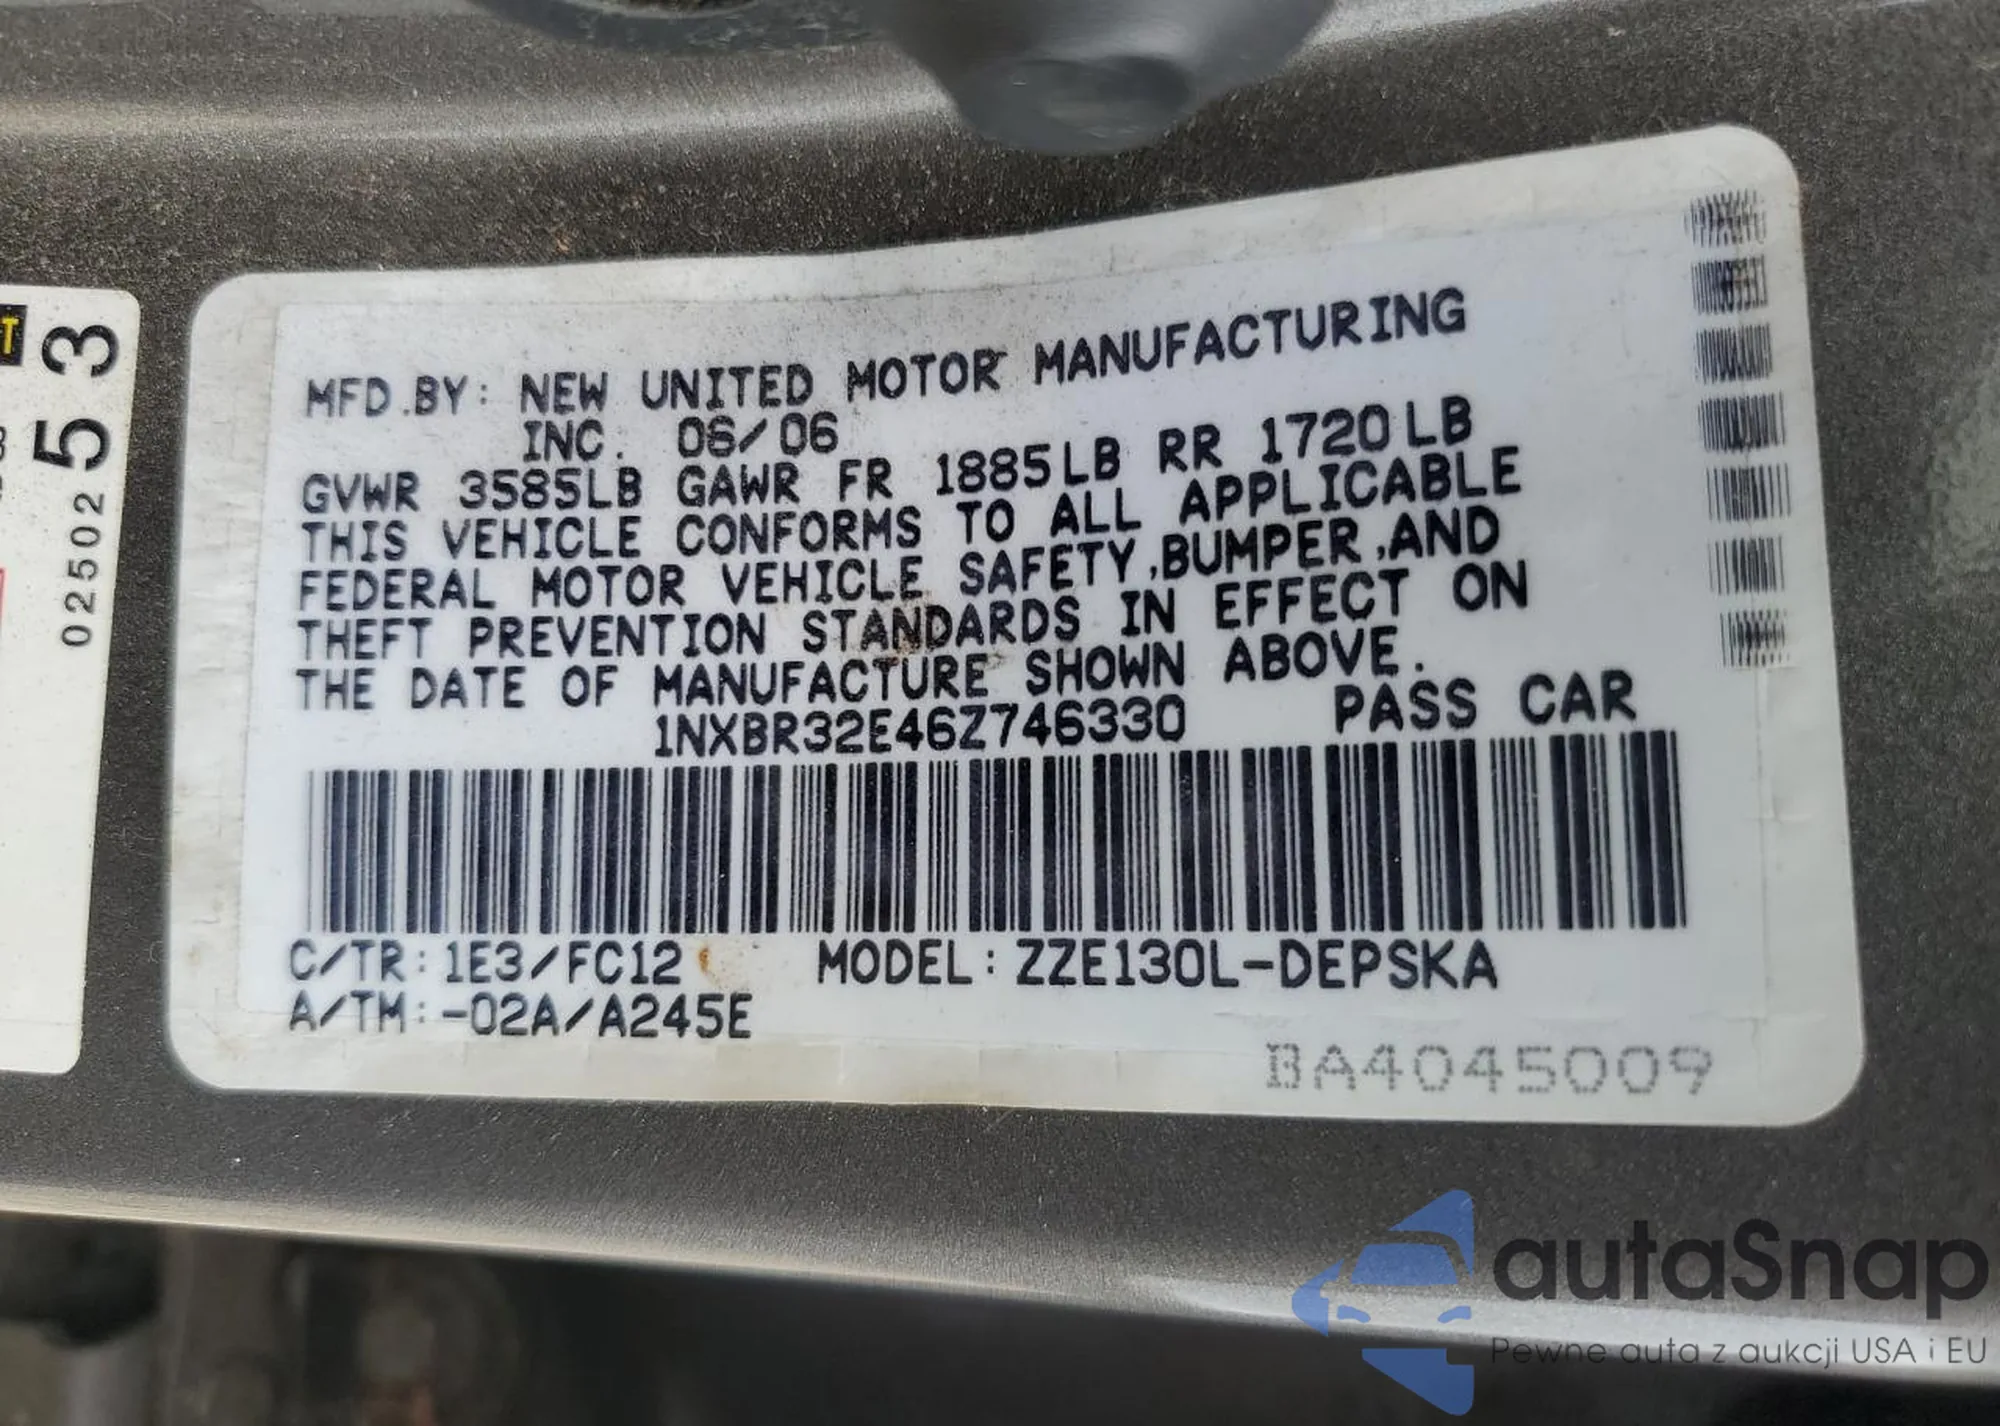 T
53
02502
MFD.BY: NEW UNITED MOTOR MANUFACTURING
INC. 06/06
GVWR 3585LB GAWR FR 1885LB RR 1720LB
THIS VEHICLE CONFORMS TO ALL APPLICABLE
FEDERAL MOTOR VEHICLE SAFETY,BUMPER,AND
THEFT PREVENTION STANDARDS IN EFFECT ON
THE DATE OF MANUFACTURE SHOWN ABOVE.
1NXBR32E46Z746330 PASS CAR
C/TR: 1E3/FC12 MODEL: ZZE130L-DEPSKA
A/TM: -02A/A245E
BA4045009
autaSnap
Pewne auta z aukcji USA i EU